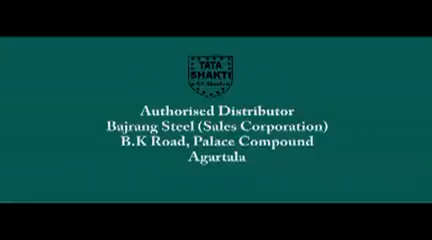 TATA
SHAKTI
Authorised Distributor
Bajrang Steel (Sales Corporation)
B.K Road, Palace Compound
Agartala